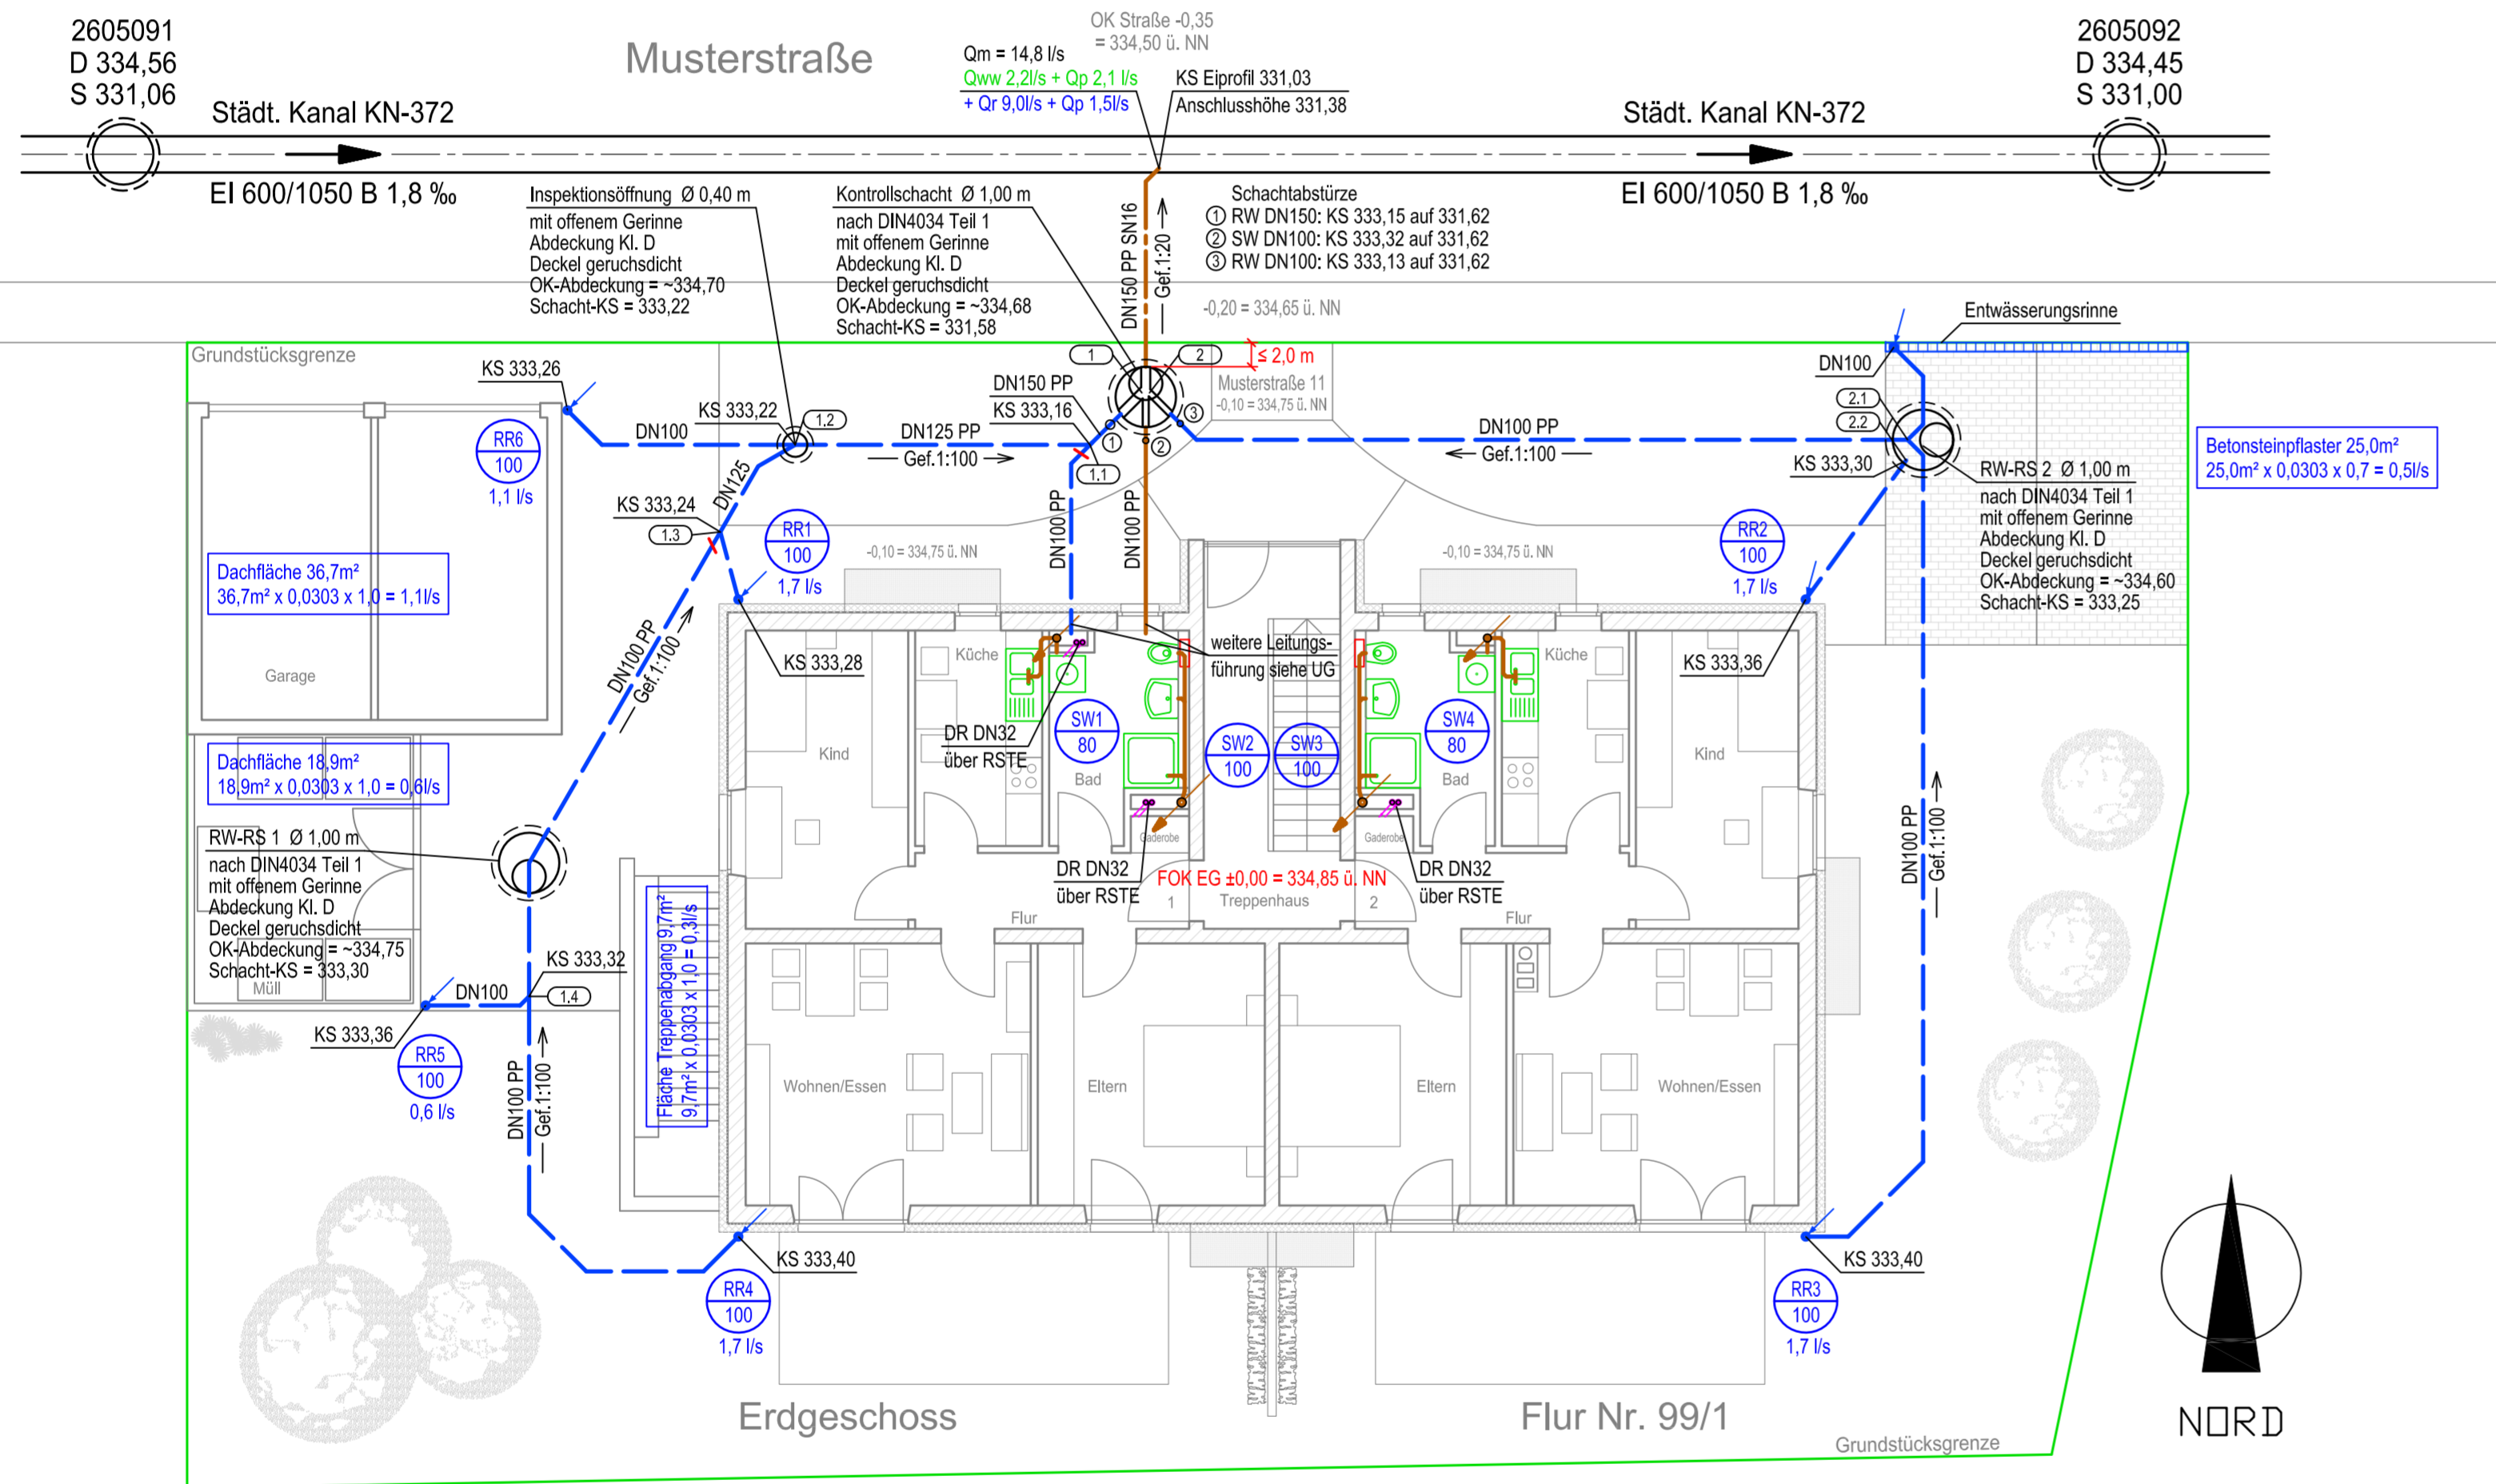 2605091
D 334,56
S 331,06
Musterstraße
OK Straße -0,35
= 334,50 ü. NN
Qm = 14,8 l/s
Qww 2,2l/s + Qp 2,1 l/s
+ Qr 9,0l/s + Qp 1,5l/s
KS Eiprofil 331,03
Anschlusshöhe 331,38
2605092
D 334,45
S 331,00
Städt. Kanal KN-372
Städt. Kanal KN-372
EI 600/1050 B 1,8 ‰
EI 600/1050 B 1,8 ‰
Inspektionsöffnung Ø 0,40 m
mit offenem Gerinne
Abdeckung Kl. D
Deckel geruchsdicht
OK-Abdeckung = ~334,70
Schacht-KS = 333,22
Kontrollschacht Ø 1,00 m
nach DIN4034 Teil 1
mit offenem Gerinne
Abdeckung Kl. D
Deckel geruchsdicht
OK-Abdeckung = ~334,68
Schacht-KS = 331,58
DN150 PP SN16
Gef.1:20
Schachtabstürze
① RW DN150: KS 333,15 auf 331,62
② SW DN100: KS 333,32 auf 331,62
③ RW DN100: KS 333,13 auf 331,62
-0,20 = 334,65 ü. NN
Entwässerungsrinne
Grundstücksgrenze
KS 333,26
1
2
≤ 2,0 m
DN100
DN150 PP
KS 333,16
Musterstraße 11
-0,10 = 334,75 ü. NN
2.1
2.2
KS 333,22
1.2
RR6
100
1,1 l/s
DN100
DN125 PP
Gef.1:100
①
②
③
1.1
DN100 PP
Gef.1:100
KS 333,30
Betonsteinpflaster 25,0m²
25,0m² x 0,0303 x 0,7 = 0,5l/s
RW-RS 2 Ø 1,00 m
nach DIN4034 Teil 1
mit offenem Gerinne
Abdeckung Kl. D
Deckel geruchsdicht
OK-Abdeckung = ~334,60
Schacht-KS = 333,25
DN125
KS 333,24
1.3
RR1
100
1,7 l/s
-0,10 = 334,75 ü. NN
DN100 PP
DN100 PP
-0,10 = 334,75 ü. NN
RR2
100
1,7 l/s
Dachfläche 36,7m²
36,7m² x 0,0303 x 1,0 = 1,1l/s
Garage
DN100 PP
Gef.1:100
KS 333,28
Küche
weitere Leitungs-
führung siehe UG
Küche
KS 333,36
Kind
DR DN32
über RSTE
SW1
80
Bad
SW2
100
SW3
100
SW4
80
Bad
Kind
Dachfläche 18,9m²
18,9m² x 0,0303 x 1,0 = 0,6l/s
RW-RS 1 Ø 1,00 m
nach DIN4034 Teil 1
mit offenem Gerinne
Abdeckung Kl. D
Deckel geruchsdicht
OK-Abdeckung = ~334,75
Schacht-KS = 333,30
Müll
Gaderobe
Gaderobe
DR DN32
über RSTE
FOK EG ±0,00 = 334,85 ü. NN
1
Treppenhaus
2
DR DN32
über RSTE
Flur
Flur
DN100 PP
Gef.1:100
Fläche Treppenabgang 9,7m²
9,7m² x 0,0303 x 1,0 = 0,3l/s
KS 333,32
1.4
DN100
KS 333,36
RR5
100
0,6 l/s
DN100 PP
Gef.1:100
Wohnen/Essen
Eltern
Eltern
Wohnen/Essen
KS 333,40
RR4
100
1,7 l/s
KS 333,40
RR3
100
1,7 l/s
Erdgeschoss
Flur Nr. 99/1
Grundstücksgrenze
NORD